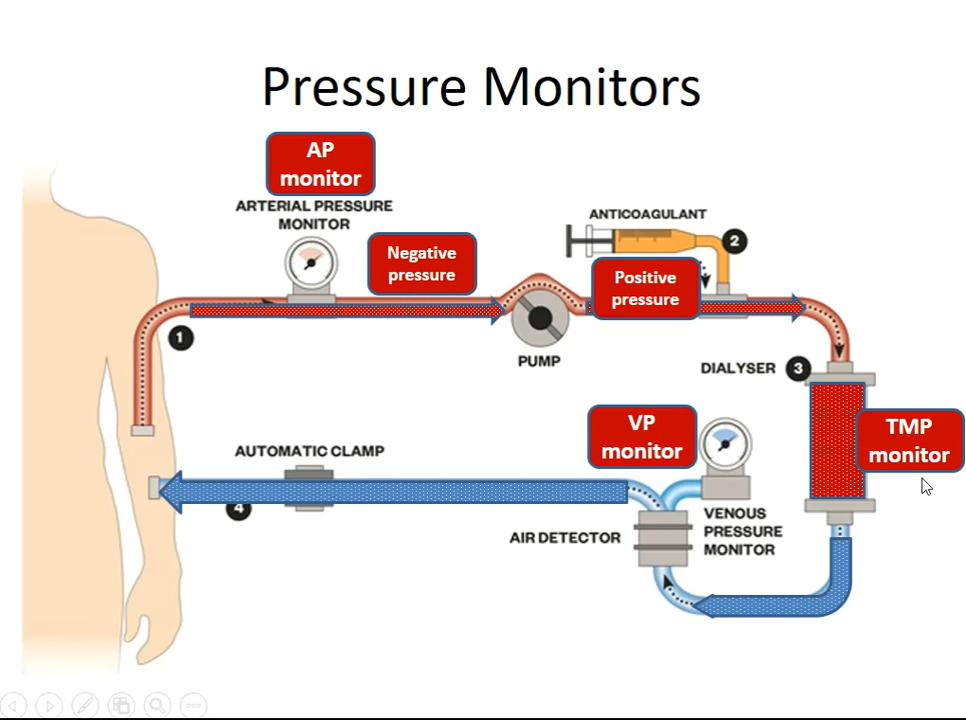 Pressure Monitors
AP
monitor
ARTERIAL PRESSURE
MONITOR
Negative
pressure
ANTICOAGULANT
2
Positive
pressure
1
PUMP
DIALYSER
3
TMP
monitor
VP
monitor
AUTOMATIC CLAMP
4
VENOUS
PRESSURE
MONITOR
AIR DETECTOR